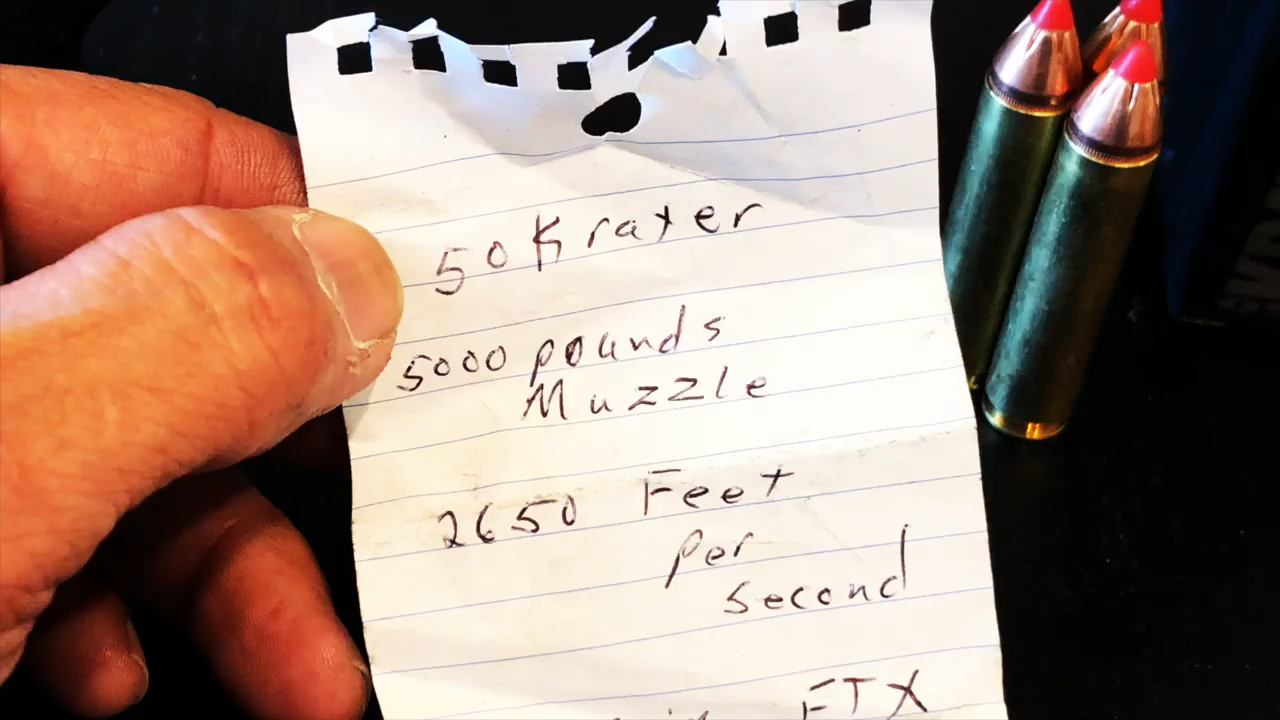 50 Krater
5000 pounds
Muzzle
2650 Feet
per
second
FTX